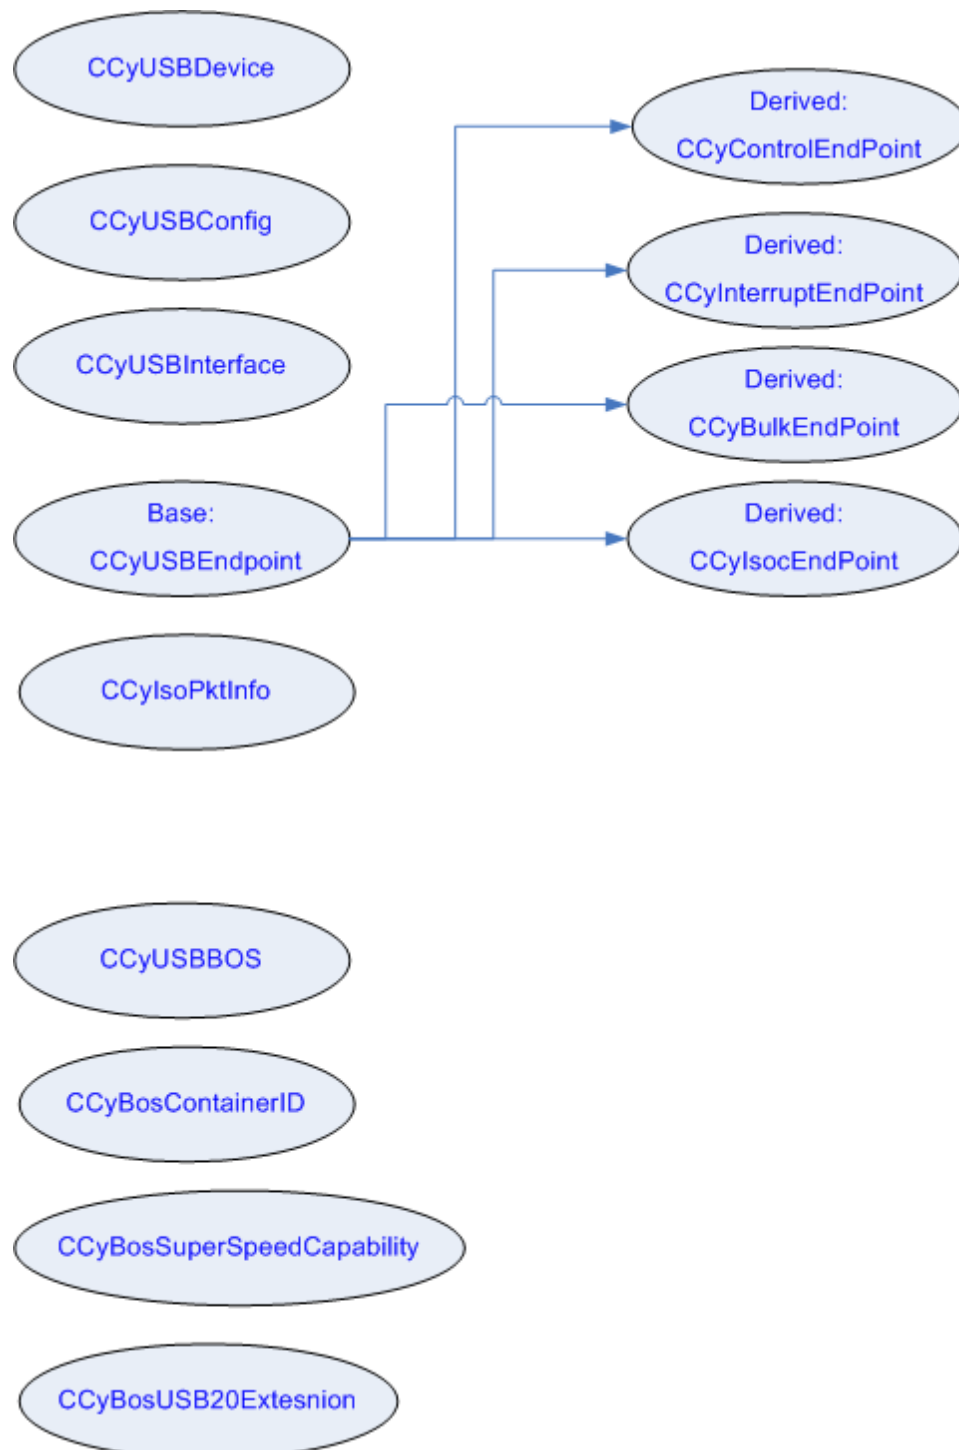 CCyUSBDevice
Derived:
CCyControlEndPoint
CCyUSBConfig
Derived:
CCyInterruptEndPoint
CCyUSBInterface
Derived:
CCyBulkEndPoint
Base:
CCyUSBEndpoint
Derived:
CCyIsocEndPoint
CCyIsoPktInfo
CCyUSBBOS
CCyBosContainerID
CCyBosSuperSpeedCapability
CCyBosUSB20Extesnion